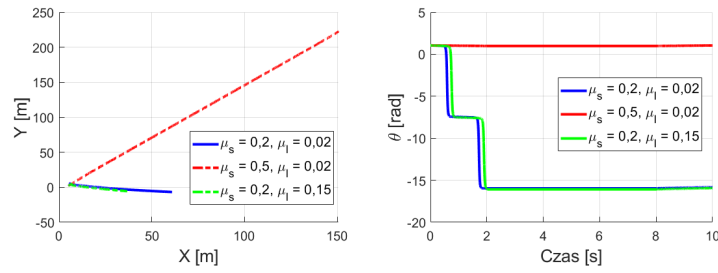 250
200
150
100
50
0
-50
Y [m]
0
50
100
150
X [m]
μs = 0,2, μl = 0,02
μs = 0,5, μl = 0,02
μs = 0,2, μl = 0,15
5
0
-5
-10
-15
-20
θ [rad]
0
2
4
6
8
10
Czas [s]
μs = 0,2, μl = 0,02
μs = 0,5, μl = 0,02
μs = 0,2, μl = 0,15